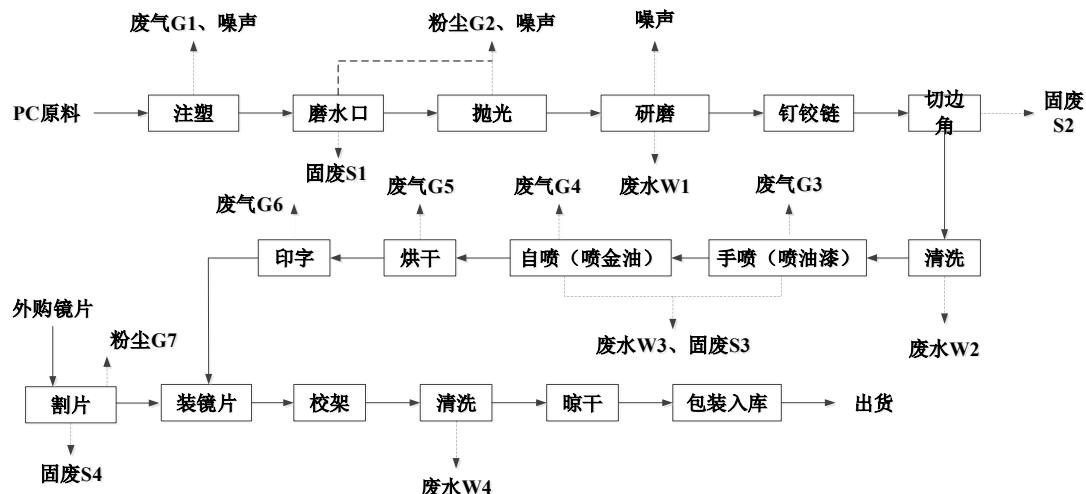 废气G1、噪声
粉尘G2、噪声
噪声
PC原料
注塑
磨水口
抛光
研磨
钉铰链
切边
角
固废
S2
固废S1
废水W1
废气G6
废气G5
废气G4
废气G3
印字
烘干
自喷（喷金油）
手喷（喷油漆）
清洗
外购镜片
粉尘G7
废水W3、固废S3
废水W2
割片
装镜片
校架
清洗
晾干
包装入库
出货
固废S4
废水W4